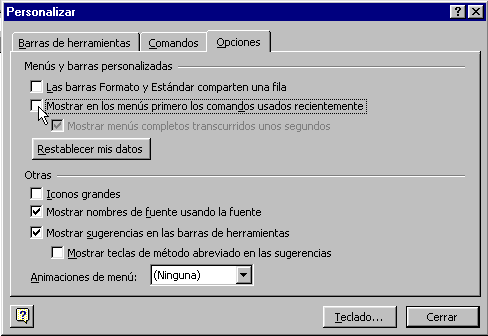 Personalizar
Barras de herramientas Comandos Opciones
Menús y barras personalizadas
Las barras Formato y Estándar comparten una fila
Mostrar en los menús primero los comandos usados recientemente
Mostrar menús completos transcurridos unos segundos
Restablecer mis datos
Otras
Iconos grandes
Mostrar nombres de fuente usando la fuente
Mostrar sugerencias en las barras de herramientas
Mostrar teclas de método abreviado en las sugerencias
Animaciones de menú: (Ninguna)
Teclado... Cerrar